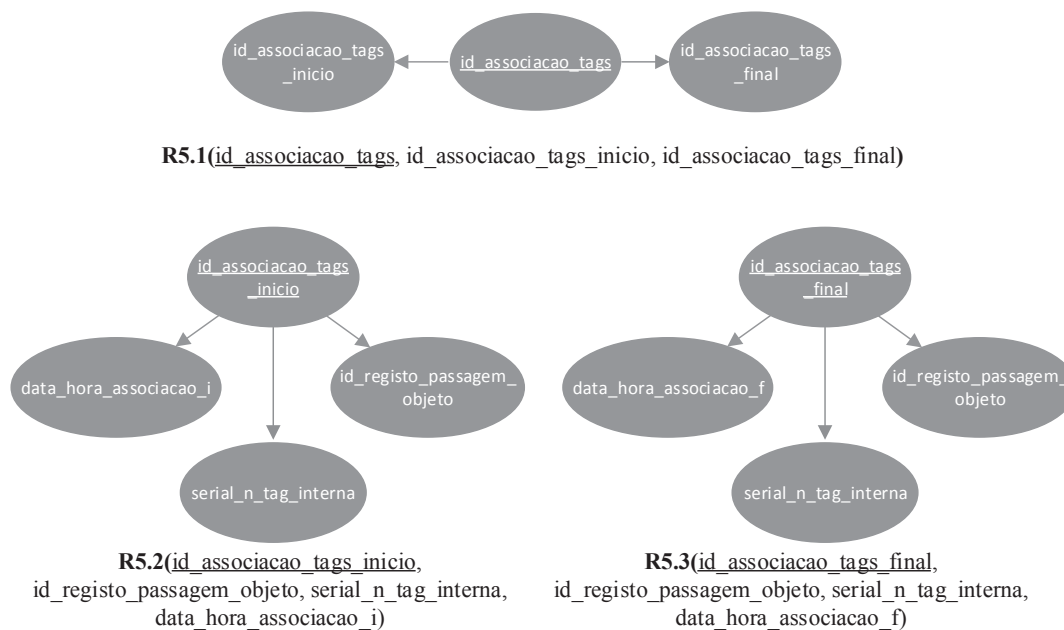 id_associacao_tags
_inicio
id_associacao_tags
id_associacao_tags
_final
R5.1(id_associacao_tags, id_associacao_tags_inicio, id_associacao_tags_final)
id_associacao_tags
_inicio
data_hora_associacao_i
id_registo_passagem_
objeto
serial_n_tag_interna
R5.2(id_associacao_tags_inicio,
id_registo_passagem_objeto, serial_n_tag_interna,
data_hora_associacao_i)
id_associacao_tags
_final
data_hora_associacao_f
id_registo_passagem_
objeto
serial_n_tag_interna
R5.3(id_associacao_tags_final,
id_registo_passagem_objeto, serial_n_tag_interna,
data_hora_associacao_f)